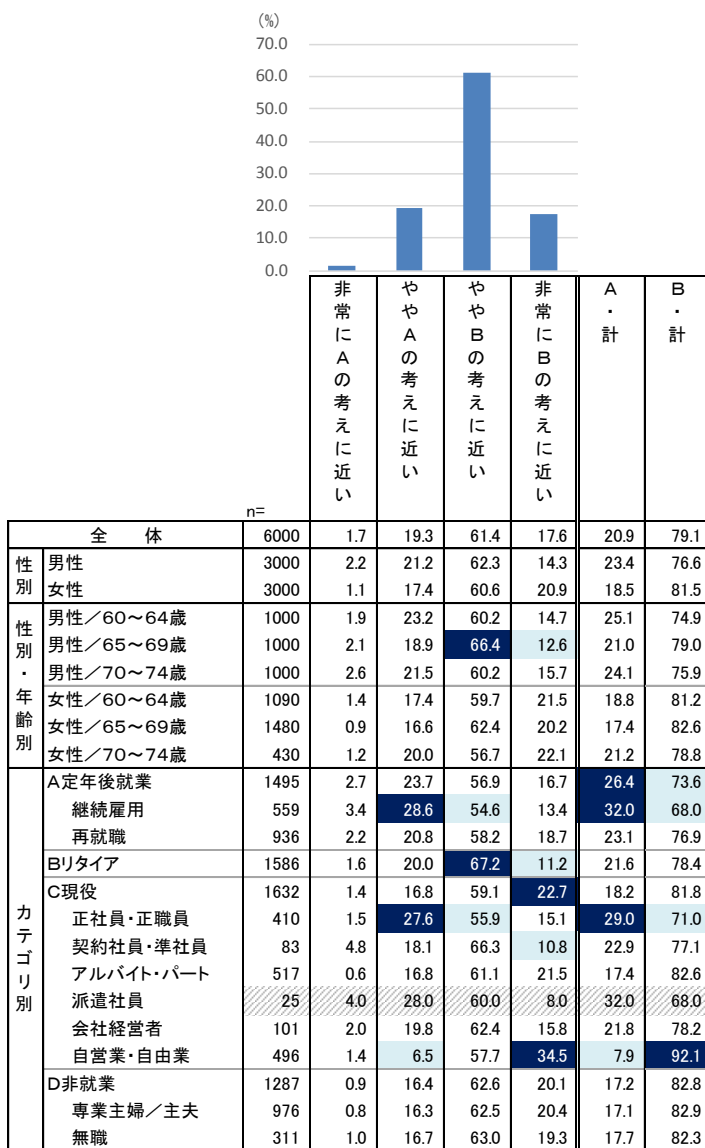 (%)
70.0
60.0
50.0
40.0
30.0
20.0
10.0
0.0
非常にAの考えに近い
ややAの考えに近い
ややBの考えに近い
非常にBの考えに近い
A・計
B・計
n=
全 体 6000 1.7 19.3 61.4 17.6 20.9 79.1
性別
男性 3000 2.2 21.2 62.3 14.3 23.4 76.6
女性 3000 1.1 17.4 60.6 20.9 18.5 81.5
性別・年齢別
男性/60~64歳 1000 1.9 23.2 60.2 14.7 25.1 74.9
男性/65~69歳 1000 2.1 18.9 66.4 12.6 21.0 79.0
男性/70~74歳 1000 2.6 21.5 60.2 15.7 24.1 75.9
女性/60~64歳 1090 1.4 17.4 59.7 21.5 18.8 81.2
女性/65~69歳 1480 0.9 16.6 62.4 20.2 17.4 82.6
女性/70~74歳 430 1.2 20.0 56.7 22.1 21.2 78.8
カテゴリ別
A定年後就業 1495 2.7 23.7 56.9 16.7 26.4 73.6
継続雇用 559 3.4 28.6 54.6 13.4 32.0 68.0
再就職 936 2.2 20.8 58.2 18.7 23.1 76.9
Bリタイア 1586 1.6 20.0 67.2 11.2 21.6 78.4
C現役 1632 1.4 16.8 59.1 22.7 18.2 81.8
正社員・正職員 410 1.5 27.6 55.9 15.1 29.0 71.0
契約社員・準社員 83 4.8 18.1 66.3 10.8 22.9 77.1
アルバイト・パート 517 0.6 16.8 61.1 21.5 17.4 82.6
派遣社員 25 4.0 28.0 60.0 8.0 32.0 68.0
会社経営者 101 2.0 19.8 62.4 15.8 21.8 78.2
自営業・自由業 496 1.4 6.5 57.7 34.5 7.9 92.1
D非就業 1287 0.9 16.4 62.6 20.1 17.2 82.8
専業主婦/主夫 976 0.8 16.3 62.5 20.4 17.1 82.9
無職 311 1.0 16.7 63.0 19.3 17.7 82.3